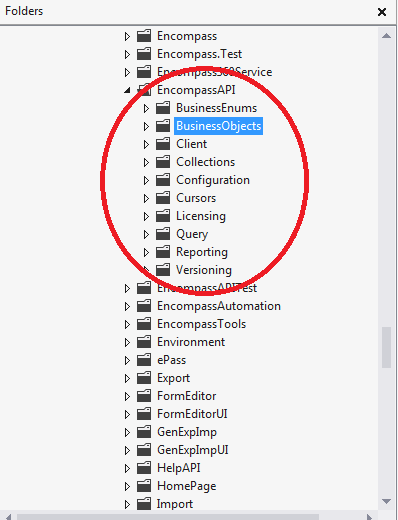 Folders
Encompass
Encompass.Test
Encompass360Service
EncompassAPI
BusinessEnums
BusinessObjects
Client
Collections
Configuration
Cursors
Licensing
Query
Reporting
Versioning
EncompassAPITest
EncompassAutomation
EncompassTools
Environment
ePass
Export
FormEditor
FormEditorUI
GenExpImp
GenExpImpUI
HelpAPI
HomePage
Import